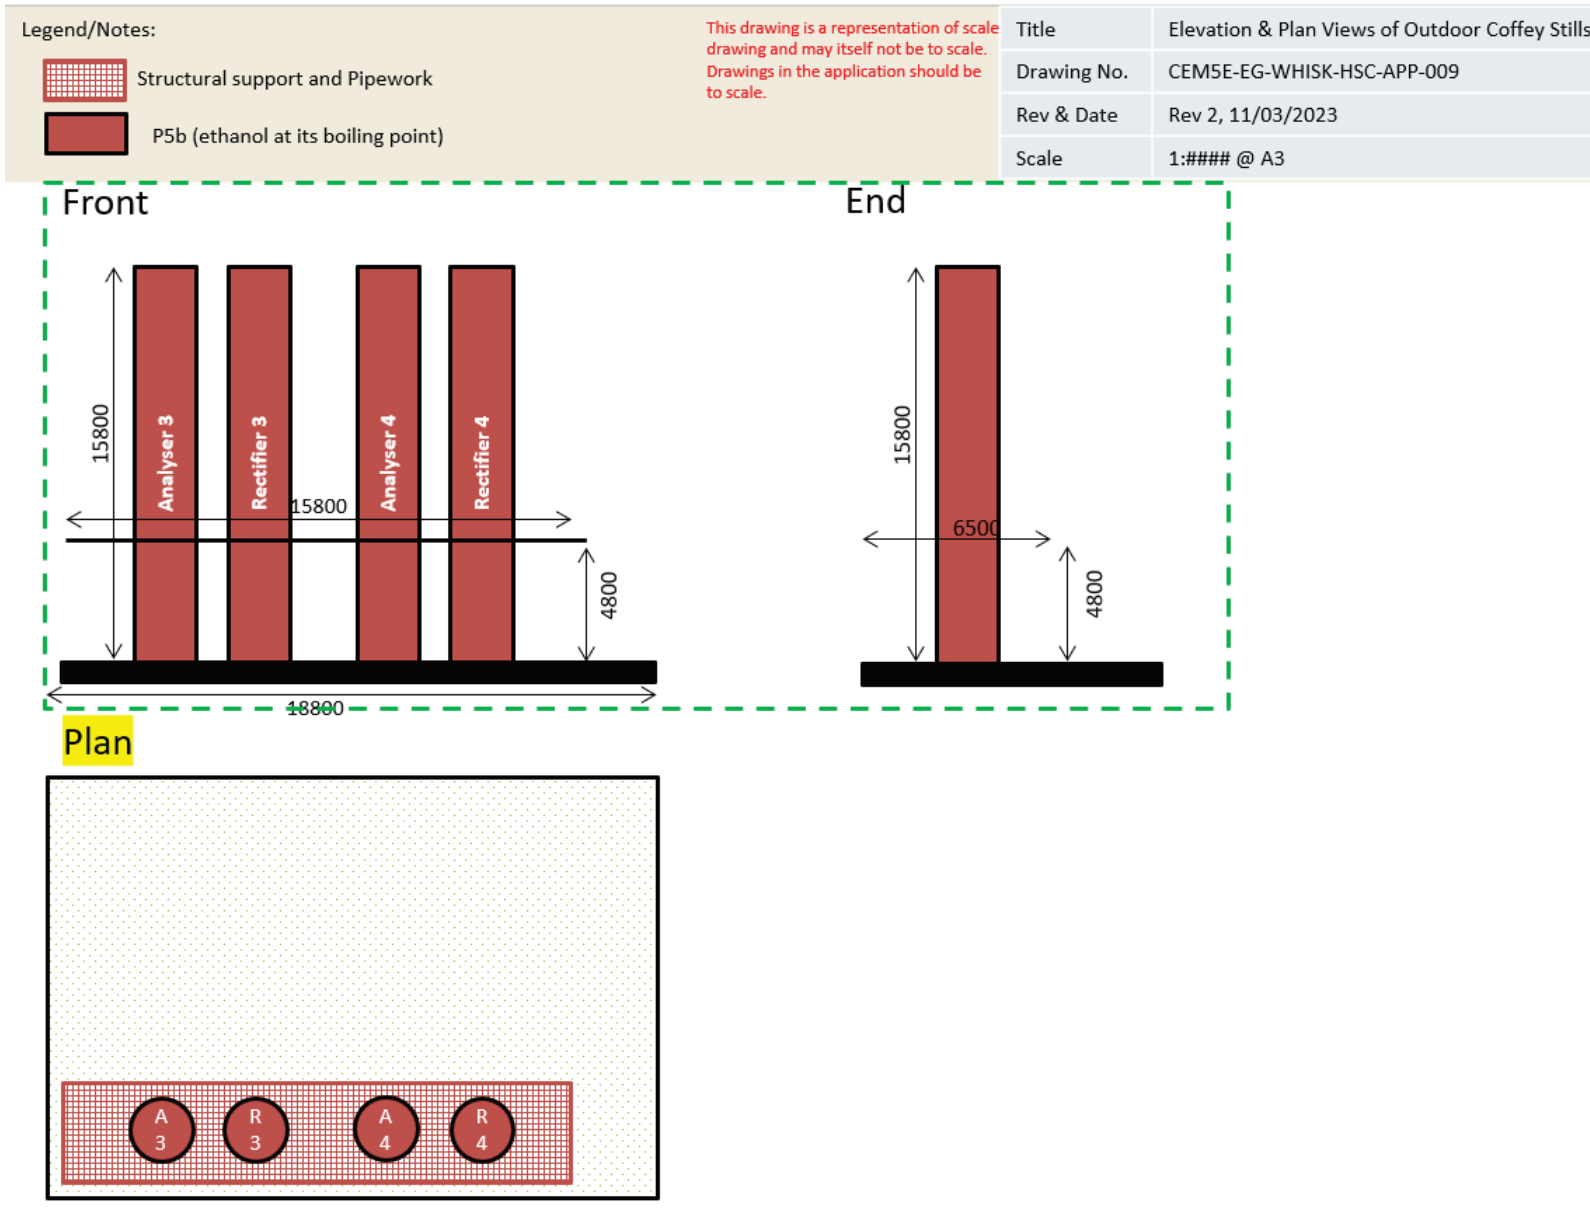 Legend/Notes:
Structural support and Pipework
P5b (ethanol at its boiling point)
This drawing is a representation of scale
drawing and may itself not be to scale.
Drawings in the application should be
to scale.
Title
Elevation & Plan Views of Outdoor Coffey Stills
Drawing No.
CEM5E-EG-WHISK-HSC-APP-009
Rev & Date
Rev 2, 11/03/2023
Scale
1:#### @ A3
Front
End
15800
Analyser 3
Rectifier 3
Analyser 4
Rectifier 4
15800
4800
18800
15800
6500
4800
Plan
A
3
R
3
A
4
R
4